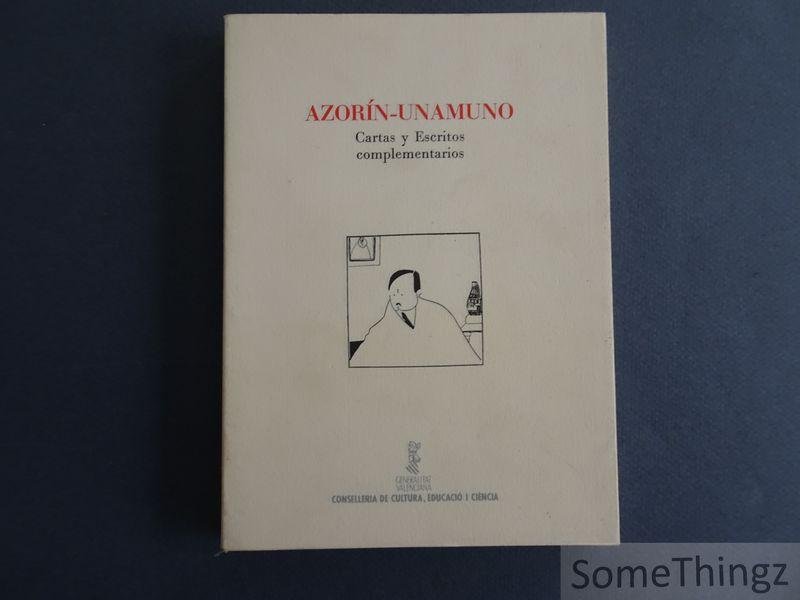 AZORÍN-UNAMUNO
Cartas y Escritos
complementarios
GENERALITAT
VALENCIANA
CONSELLERIA DE CULTURA, EDUCACIÓ I CIÈNCIA
SomeThingz